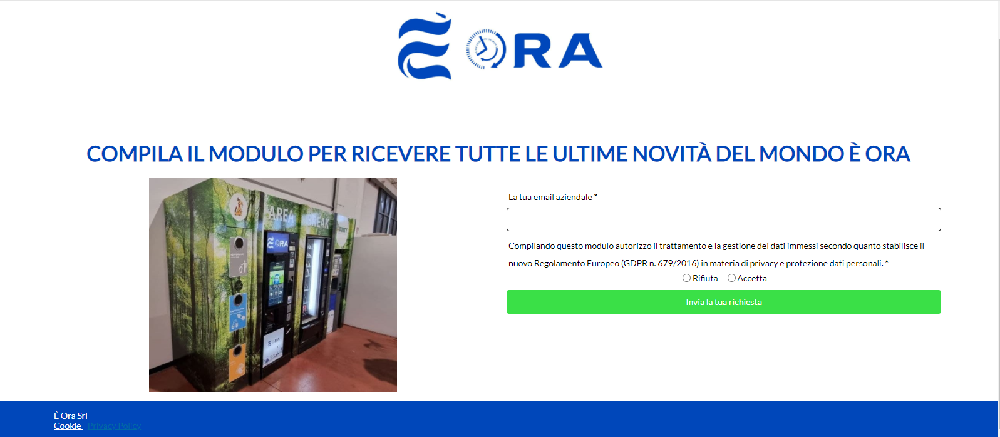 È ORA
COMPILA IL MODULO PER RICEVERE TUTTE LE ULTIME NOVITÀ DEL MONDO È ORA
AREA BREAK
È ORA
È ORA
La tua email aziendale *
Compilando questo modulo autorizzo il trattamento e la gestione dei dati immessi secondo quanto stabilisce il
nuovo Regolamento Europeo (GDPR n. 679/2016) in materia di privacy e protezione dati personali. *
Rifiuta Accetta
Invia la tua richiesta
È Ora Srl
Cookie - Privacy Policy